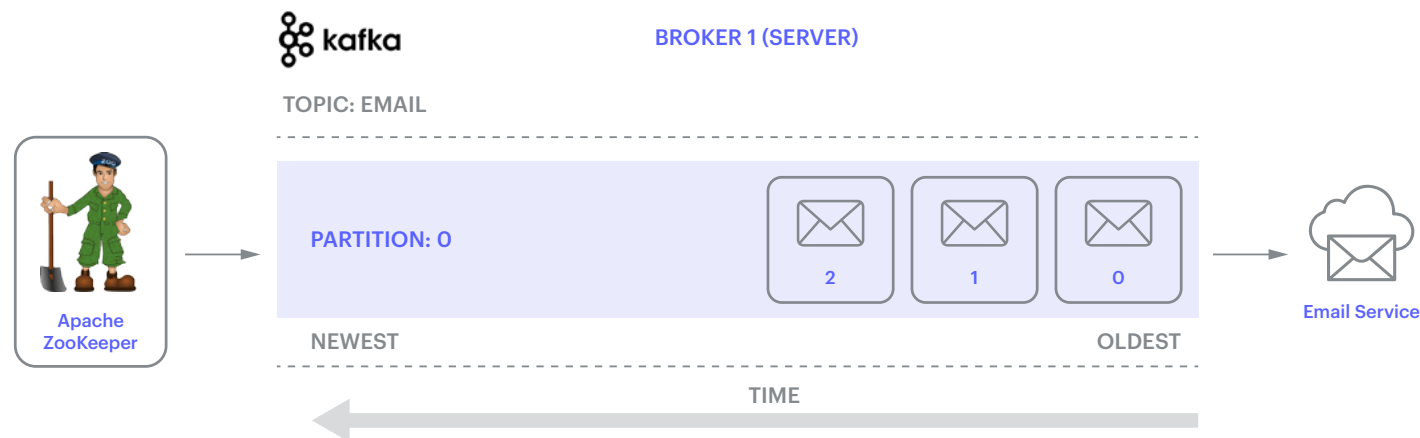 kafka
BROKER 1 (SERVER)
TOPIC: EMAIL
PARTITION: 0
2
1
0
Apache
ZooKeeper
Email Service
NEWEST
OLDEST
TIME